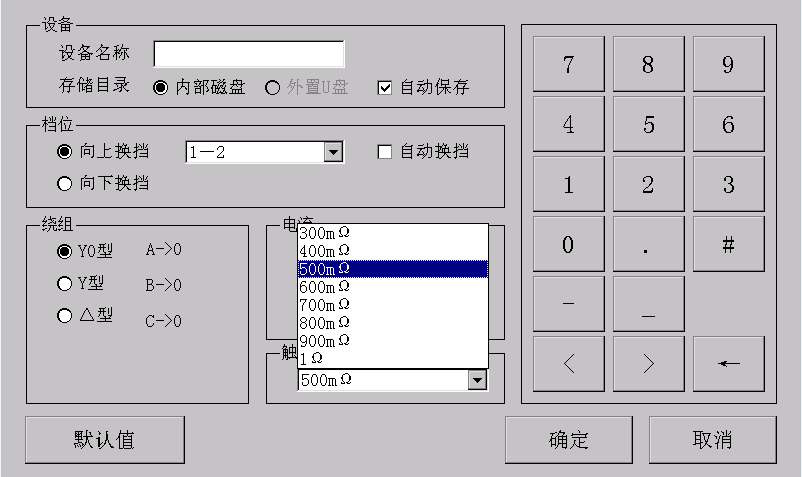 设备
设备名称
存储目录 内部磁盘 外置U盘 自动保存
档位
向上换挡 1—2 自动换挡
向下换挡
绕组
Y0型 A->0
Y型 B->0
△型 C->0
300mΩ
400mΩ
500mΩ
600mΩ
700mΩ
800mΩ
900mΩ
1Ω
500mΩ
7 8 9
4 5 6
1 2 3
0 . #
- _
< > ←
默认值 确定 取消